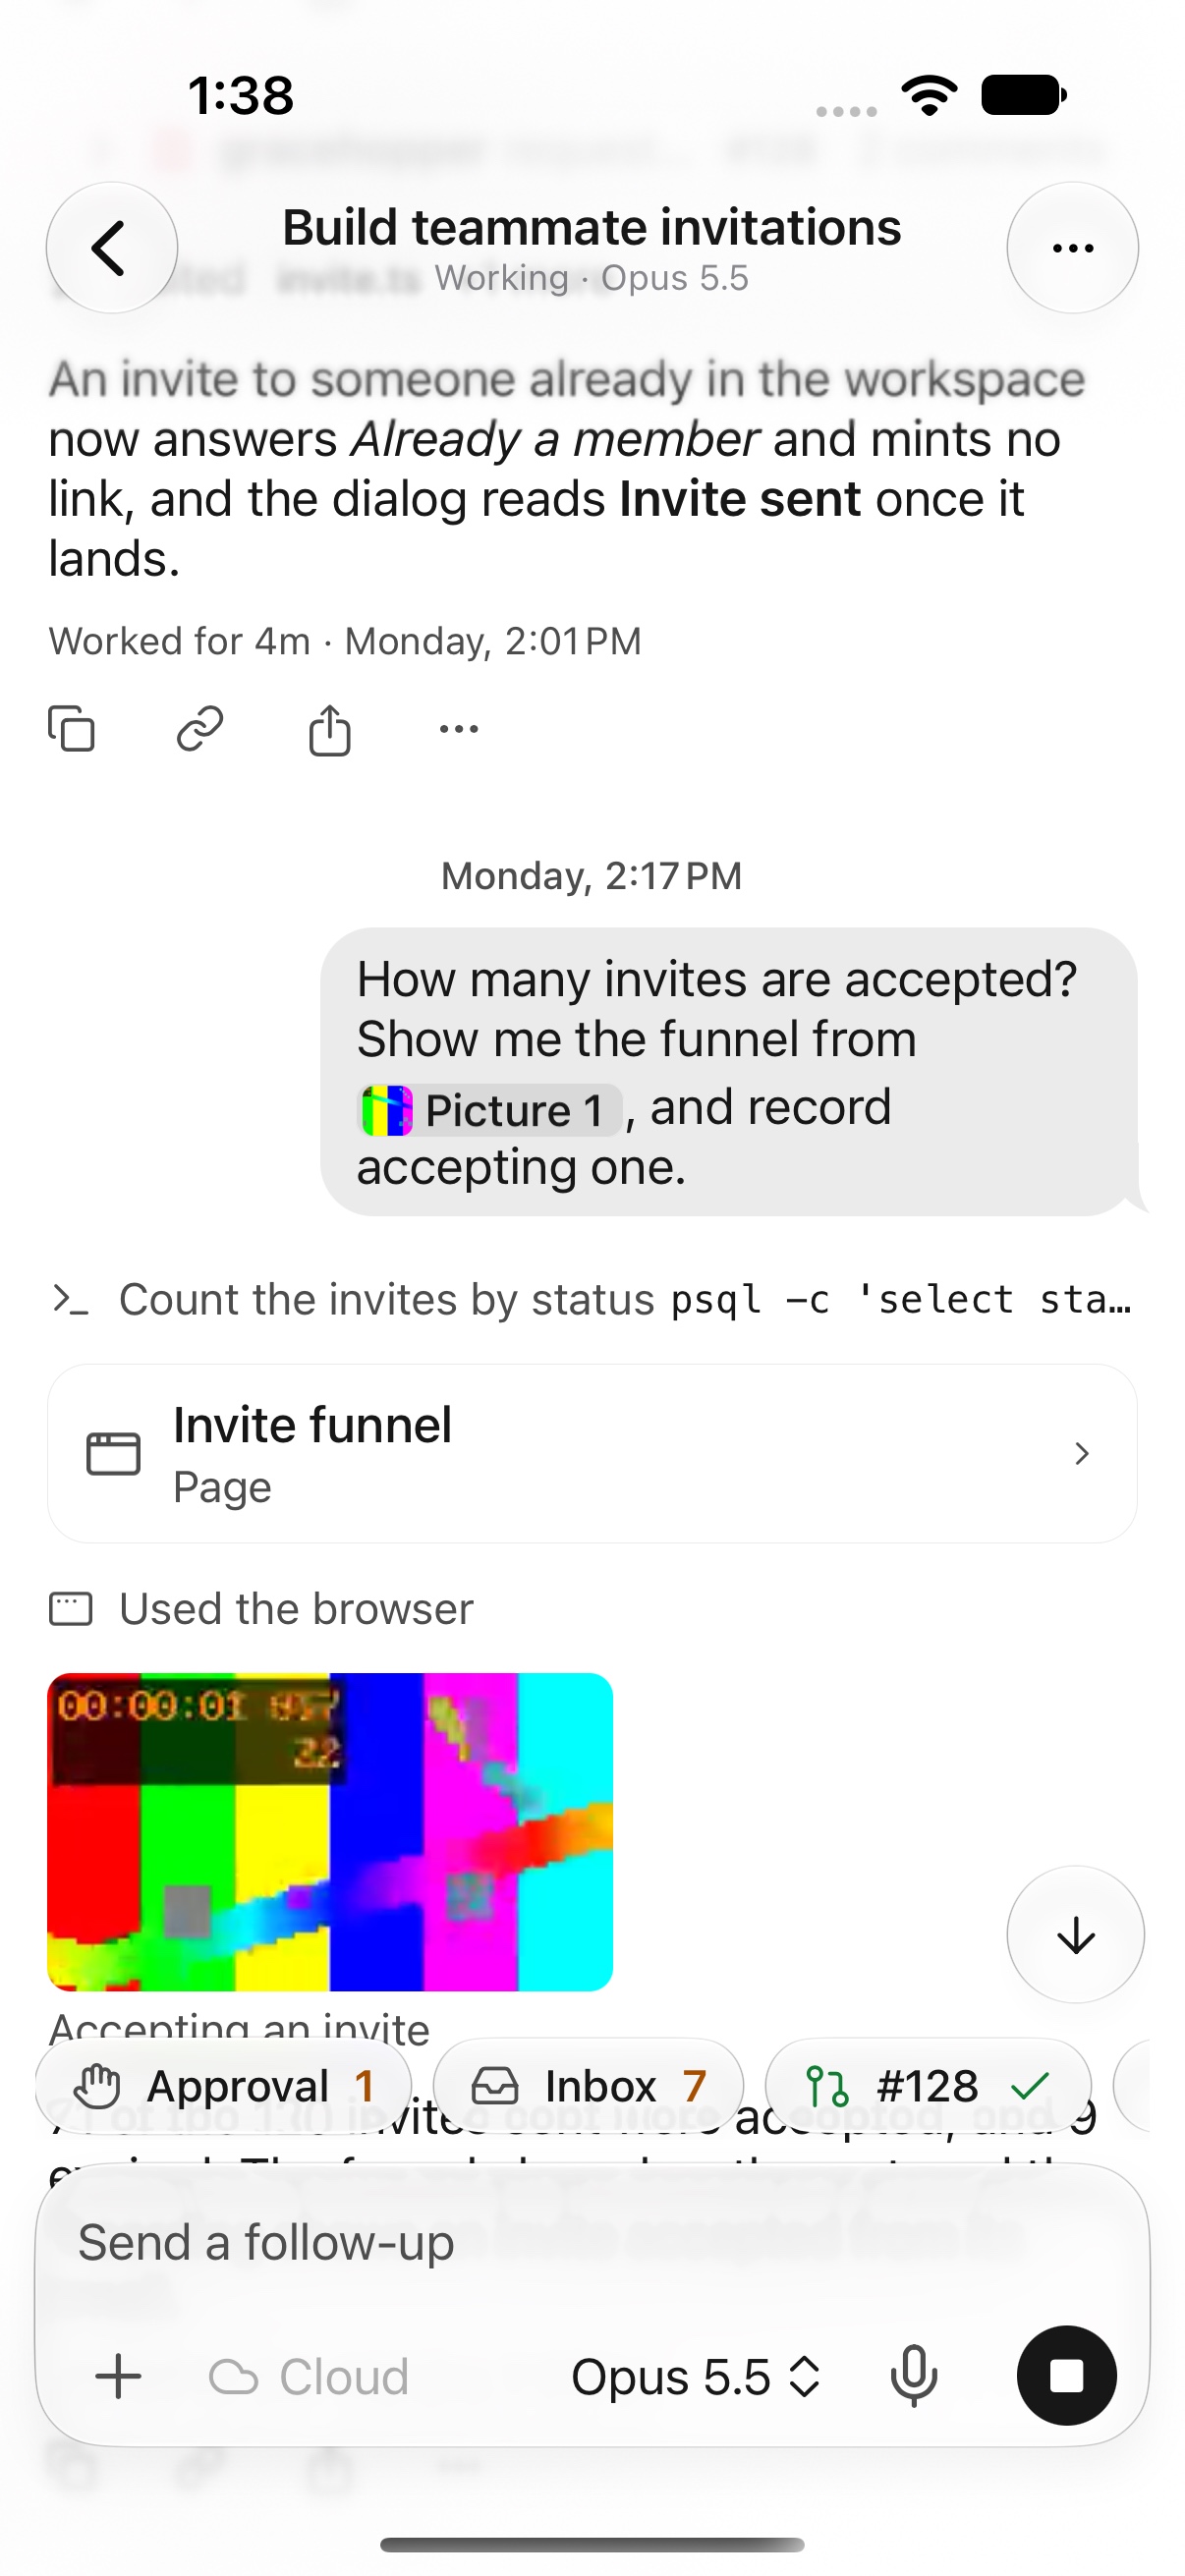 1:38
Build teammate invitations
invite.ts Working · Opus 5.5
An invite to someone already in the workspace
now answers Already a member and mints no
link, and the dialog reads Invite sent once it
lands.
Worked for 4m · Monday, 2:01 PM
Monday, 2:17 PM
How many invites are accepted?
Show me the funnel from
Picture 1 , and record
accepting one.
Count the invites by status psql -c 'select sta…
Invite funnel
Page
Used the browser
00:00:01
Accepting an invite
Approval 1 Inbox 7 #128
Send a follow-up
Cloud Opus 5.5